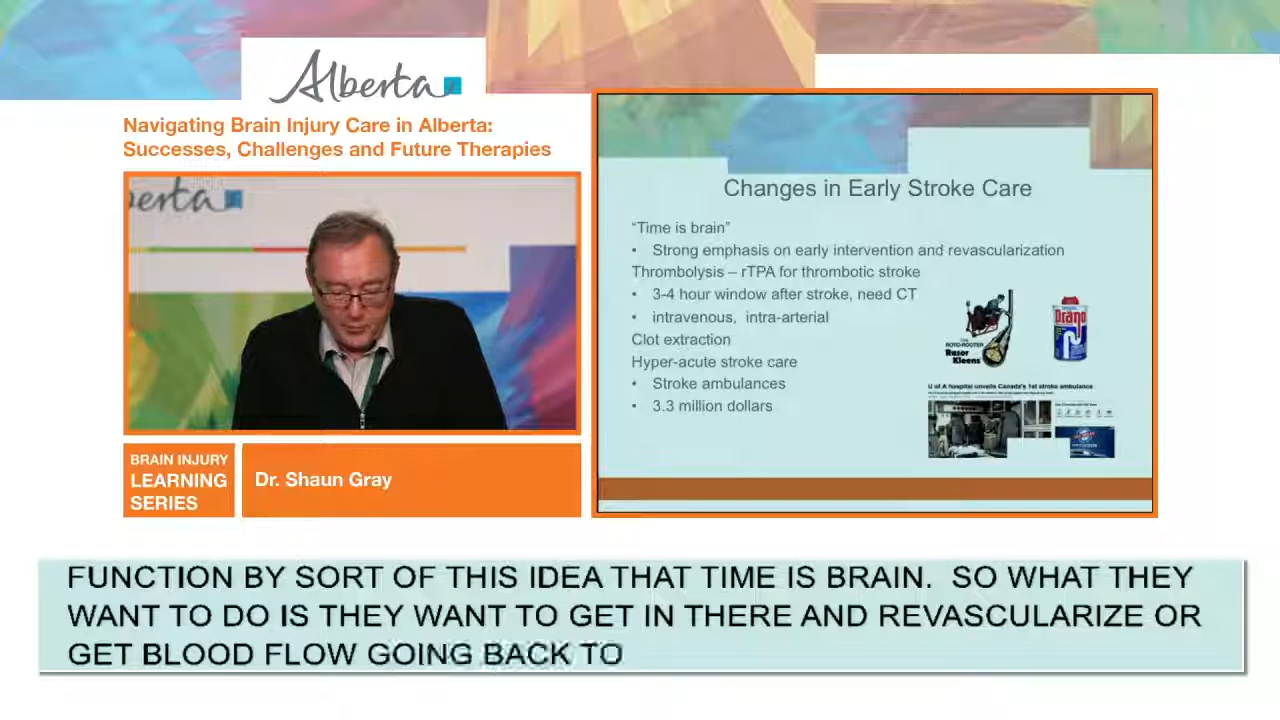 Alberta
Navigating Brain Injury Care in Alberta:
Successes, Challenges and Future Therapies
berta
BRAIN INJURY
LEARNING
SERIES
Dr. Shaun Gray
Changes in Early Stroke Care
“Time is brain”
• Strong emphasis on early intervention and revascularization
Thrombolysis – rTPA for thrombotic stroke
• 3-4 hour window after stroke, need CT
• intravenous, intra-arterial
Clot extraction
Hyper-acute stroke care
• Stroke ambulances
• 3.3 million dollars
ROTO-ROOTER
Razor
Kleens
Drano
U of A hospital unveils Canada's 1st stroke ambulance
FUNCTION BY SORT OF THIS IDEA THAT TIME IS BRAIN. SO WHAT THEY
WANT TO DO IS THEY WANT TO GET IN THERE AND REVASCULARIZE OR
GET BLOOD FLOW GOING BACK TO